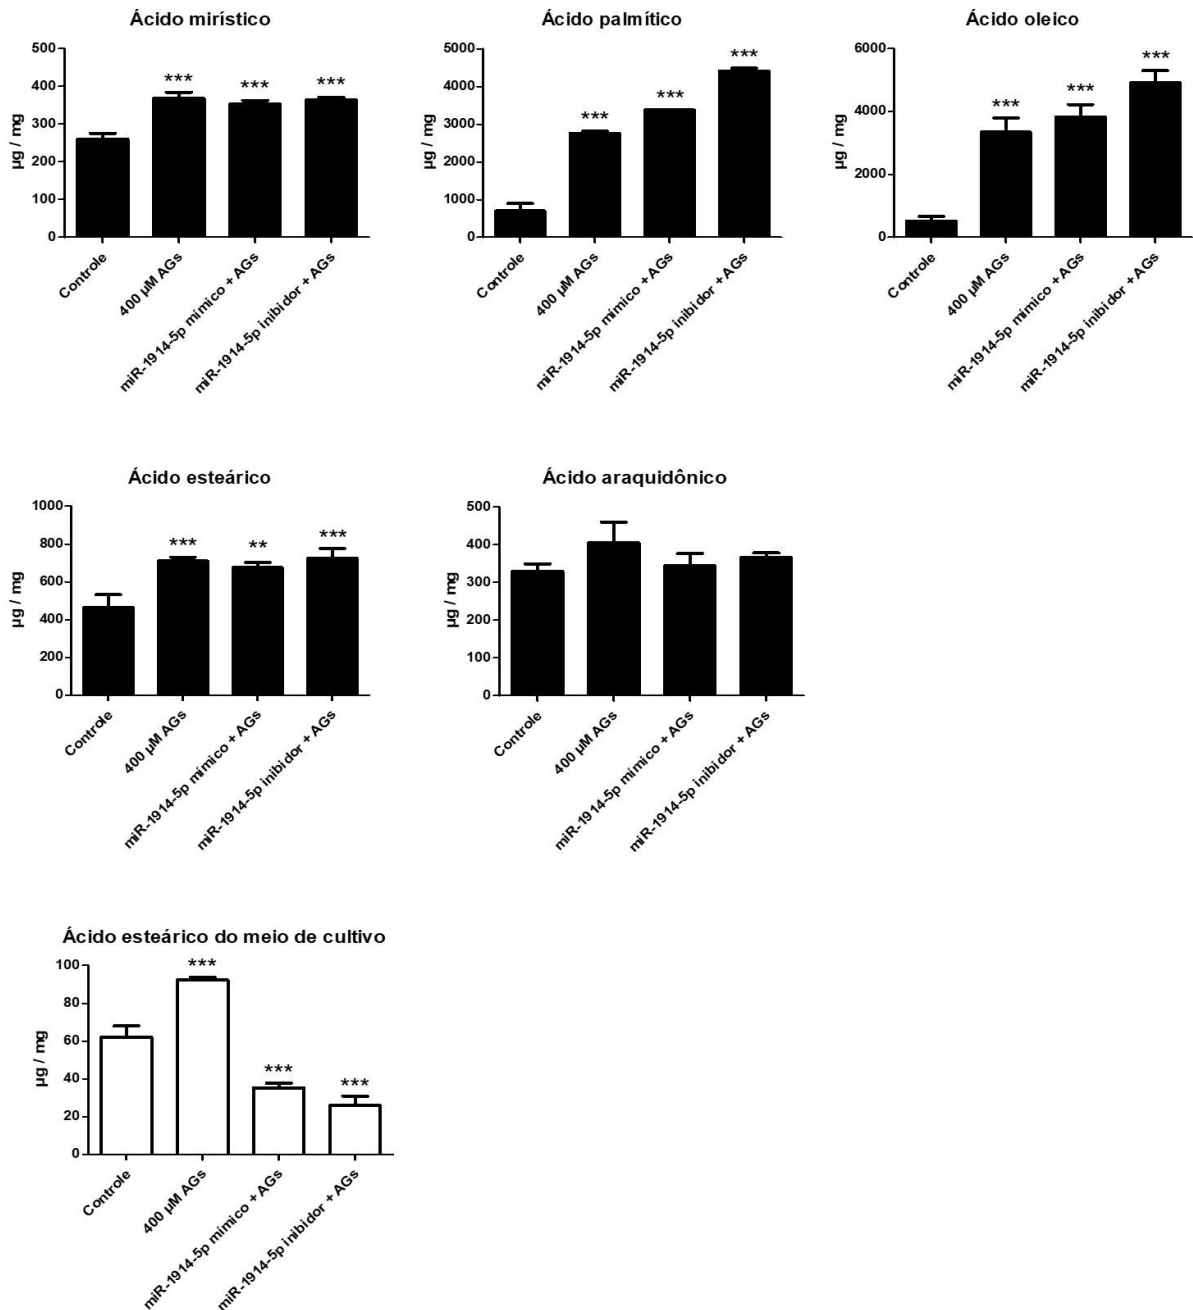 Ácido mirístico
500
400
300
200
100
0
µg / mg
***
***
***
Controle
400 µM AGs
miR-1914-5p mímico + AGs
miR-1914-5p inibidor + AGs
Ácido palmítico
5000
4000
3000
2000
1000
0
µg / mg
***
***
***
Controle
400 µM AGs
miR-1914-5p mímico + AGs
miR-1914-5p inibidor + AGs
Ácido oleico
6000
4000
2000
0
µg / mg
***
***
***
Controle
400 µM AGs
miR-1914-5p mímico + AGs
miR-1914-5p inibidor + AGs
Ácido esteárico
1000
800
600
400
200
0
µg / mg
***
**
***
Controle
400 µM AGs
miR-1914-5p mímico + AGs
miR-1914-5p inibidor + AGs
Ácido araquidônico
500
400
300
200
100
0
µg / mg
Controle
400 µM AGs
miR-1914-5p mímico + AGs
miR-1914-5p inibidor + AGs
Ácido esteárico do meio de cultivo
100
80
60
40
20
0
µg / mg
***
***
***
Controle
400 µM AGs
miR-1914-5p mímico + AGs
miR-1914-5p inibidor + AGs